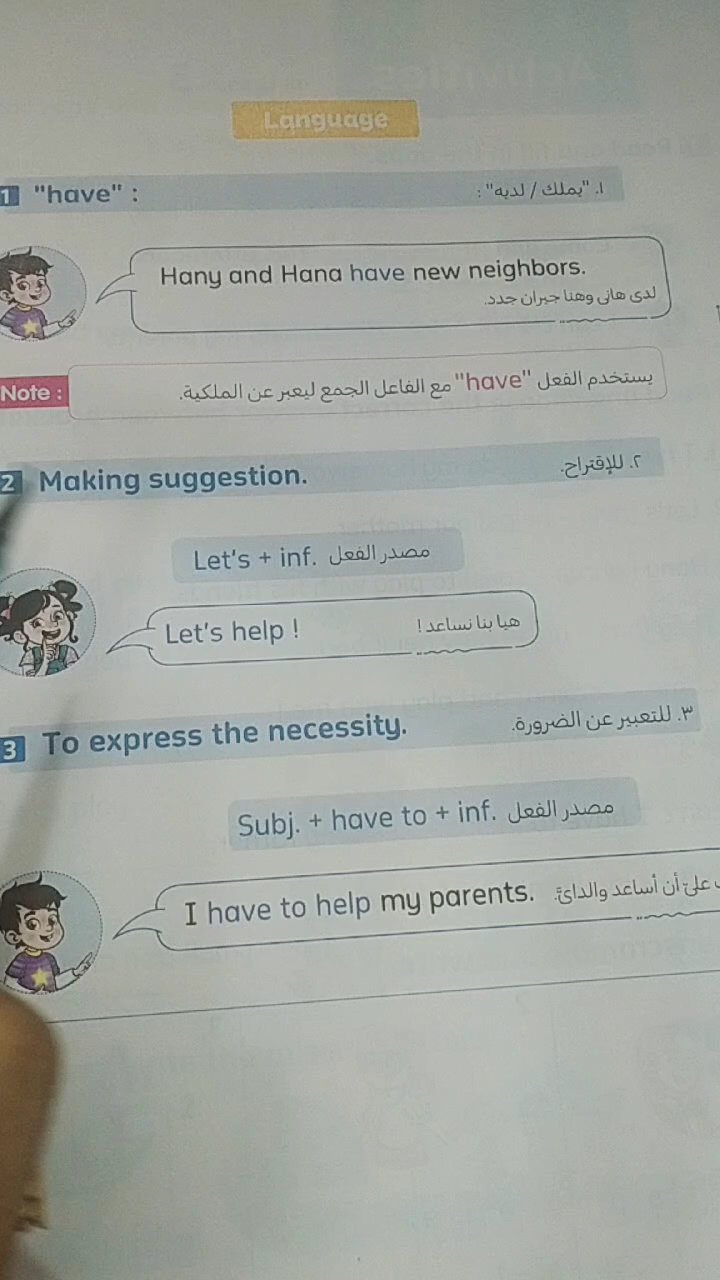 Language
1 "have" :
١. "يملك / لديه" :
Hany and Hana have new neighbors.
لدى هانى وهنا جيران جدد.
Note :
يستخدم الفعل "have" مع الفاعل الجمع ليعبر عن الملكية.
2 Making suggestion.
٢. للإقتراح.
Let's + inf. مصدر الفعل
Let's help !
هيا بنا نساعد !
3 To express the necessity.
٣. للتعبير عن الضرورة.
Subj. + have to + inf. مصدر الفعل
I have to help my parents.
علىّ أن أساعد والداىّ.